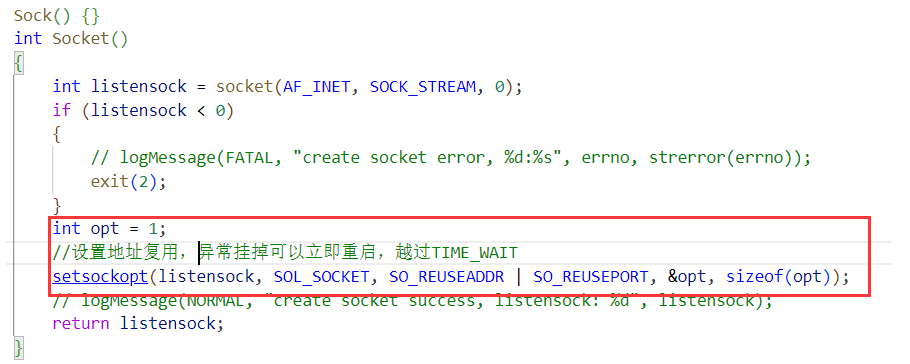 Sock() {}
int Socket()
{
    int listensock = socket(AF_INET, SOCK_STREAM, 0);
    if (listensock < 0)
    {
        // logMessage(FATAL, "create socket error, %d:%s", errno, strerror(errno));
        exit(2);
    }
    int opt = 1;
    //设置地址复用，异常挂掉可以立即重启，越过TIME_WAIT
    setsockopt(listensock, SOL_SOCKET, SO_REUSEADDR | SO_REUSEPORT, &opt, sizeof(opt));
    // logMessage(NORMAL, "create socket success, listensock: %d", listensock);
    return listensock;
}